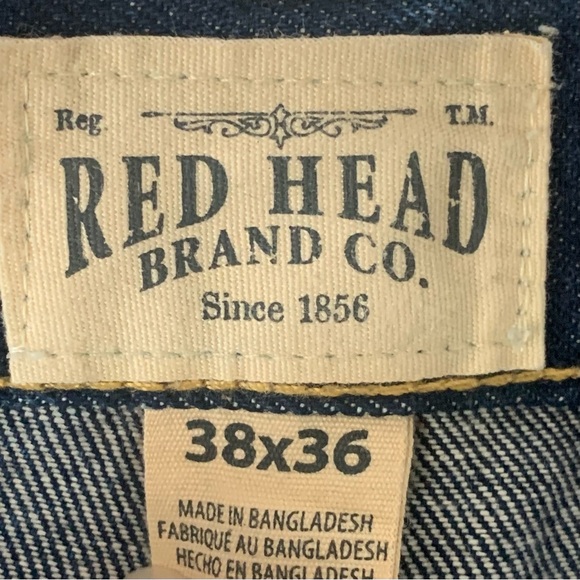 Reg. T.M.
RED HEAD
BRAND CO.
Since 1856
38x36
MADE IN BANGLADESH
FABRIQUÉ AU BANGLADESH
HECHO EN BANGLADESH